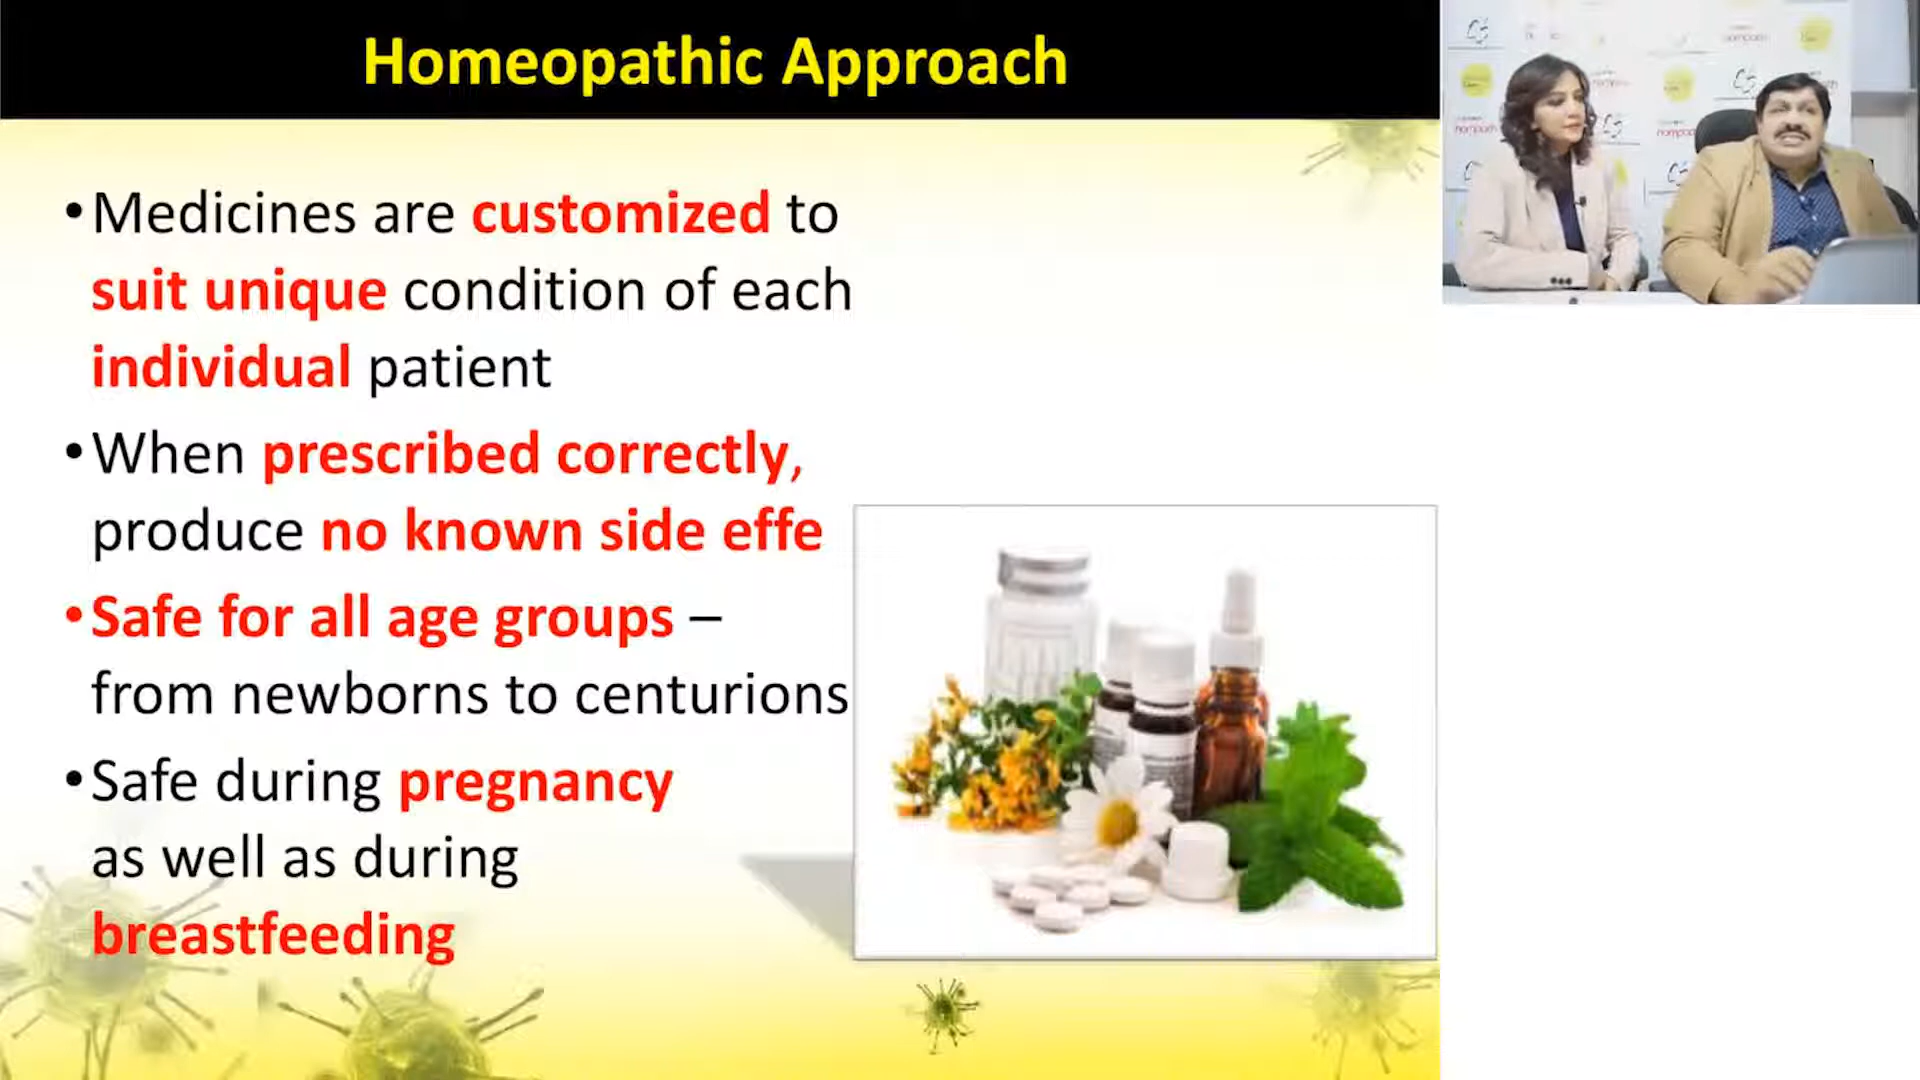 Homeopathic Approach
•Medicines are customized to
suit unique condition of each
individual patient
•When prescribed correctly,
produce no known side effe
•Safe for all age groups –
from newborns to centurions
•Safe during pregnancy
as well as during
breastfeeding